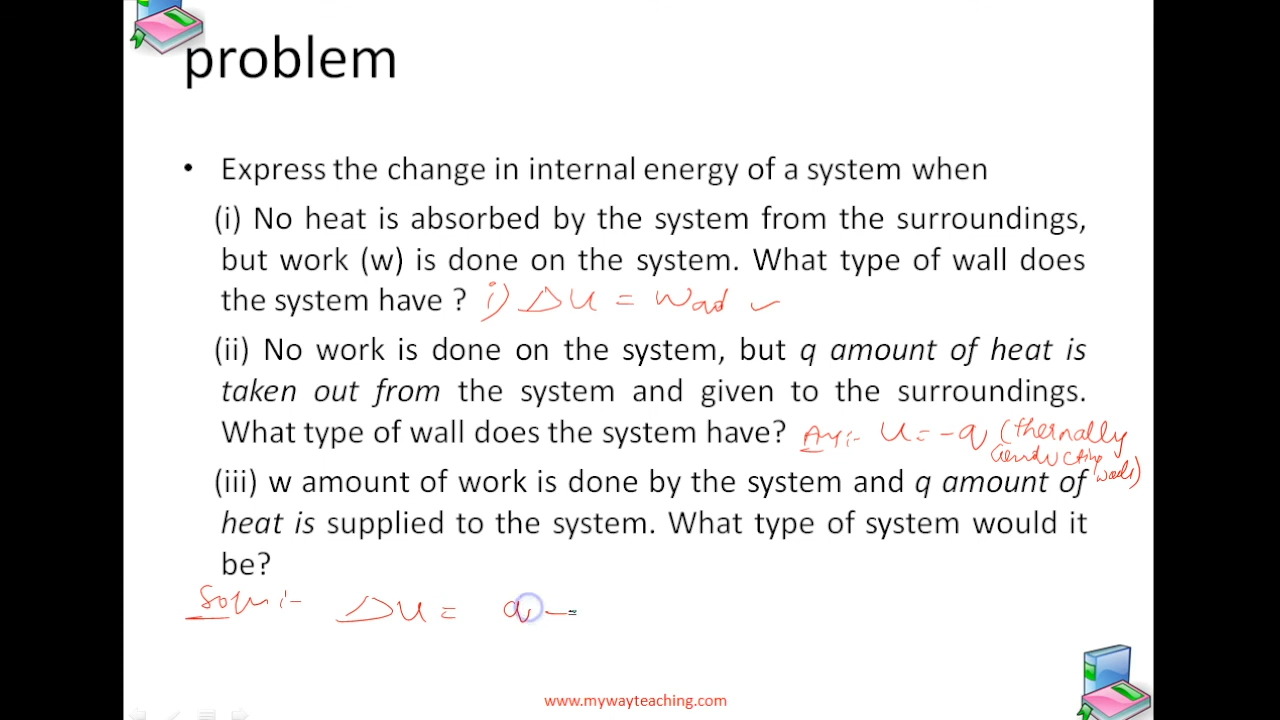 problem
• Express the change in internal energy of a system when
(i) No heat is absorbed by the system from the surroundings,
but work (w) is done on the system. What type of wall does
the system have ? i) ΔU = wad ✓
(ii) No work is done on the system, but q amount of heat is
taken out from the system and given to the surroundings.
What type of wall does the system have? Ans:- U = -q (thernally
conducting
walls)
(iii) w amount of work is done by the system and q amount of
heat is supplied to the system. What type of system would it
be?
Soln:- ΔU = q -
www.mywayteaching.com